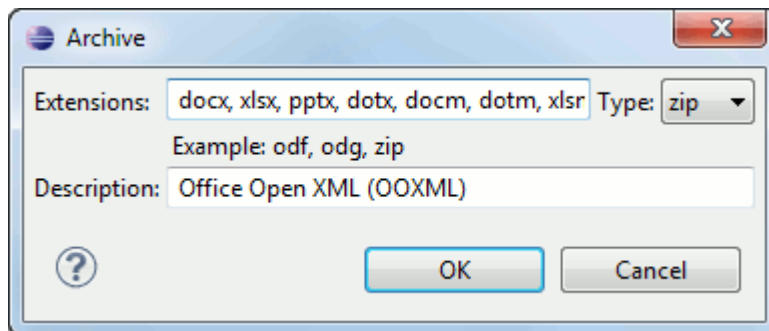 Archive
Extensions: docx, xlsx, pptx, dotx, docm, dotm, Type: zip
Example: odf, odg, zip
Description: Office Open XML (OOXML)
? OK Cancel